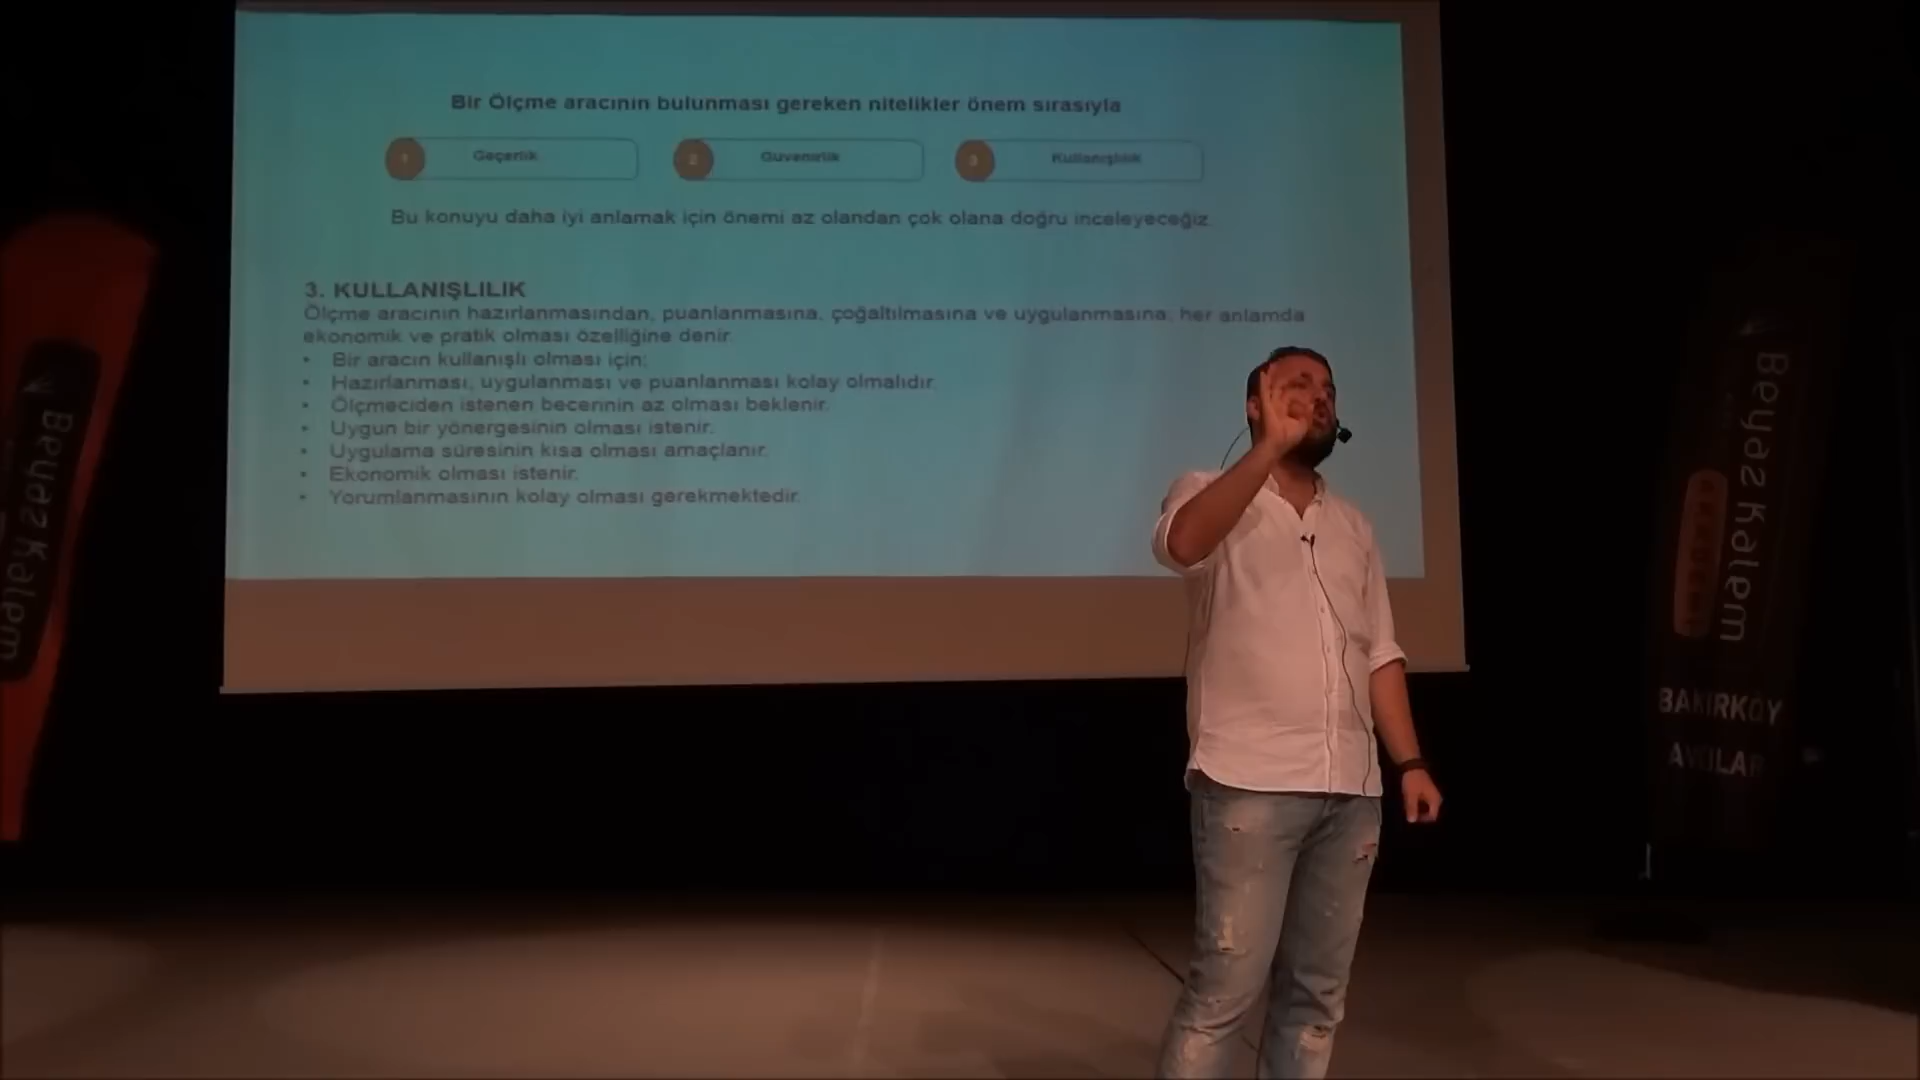 Bir Ölçme aracının bulunması gereken nitelikler önem sırasıyla
1 Geçerlik
2 Güvenirlik
3 Kullanışlılık
Bu konuyu daha iyi anlamak için önemi az olandan çok olana doğru inceleyeceğiz.
3. KULLANIŞLILIK
Ölçme aracının hazırlanmasından, puanlanmasına, çoğaltılmasına ve uygulanmasına; her anlamda
ekonomik ve pratik olması özelliğine denir.
• Bir aracın kullanışlı olması için;
• Hazırlanması, uygulanması ve puanlanması kolay olmalıdır.
• Ölçmeciden istenen becerinin az olması beklenir.
• Uygun bir yönergesinin olması istenir.
• Uygulama süresinin kısa olması amaçlanır.
• Ekonomik olması istenir.
• Yorumlanmasının kolay olması gerekmektedir.
Beyaz Kalem
Beyaz Kalem
AKADEMİ
BAKIRKÖY
AVCILAR